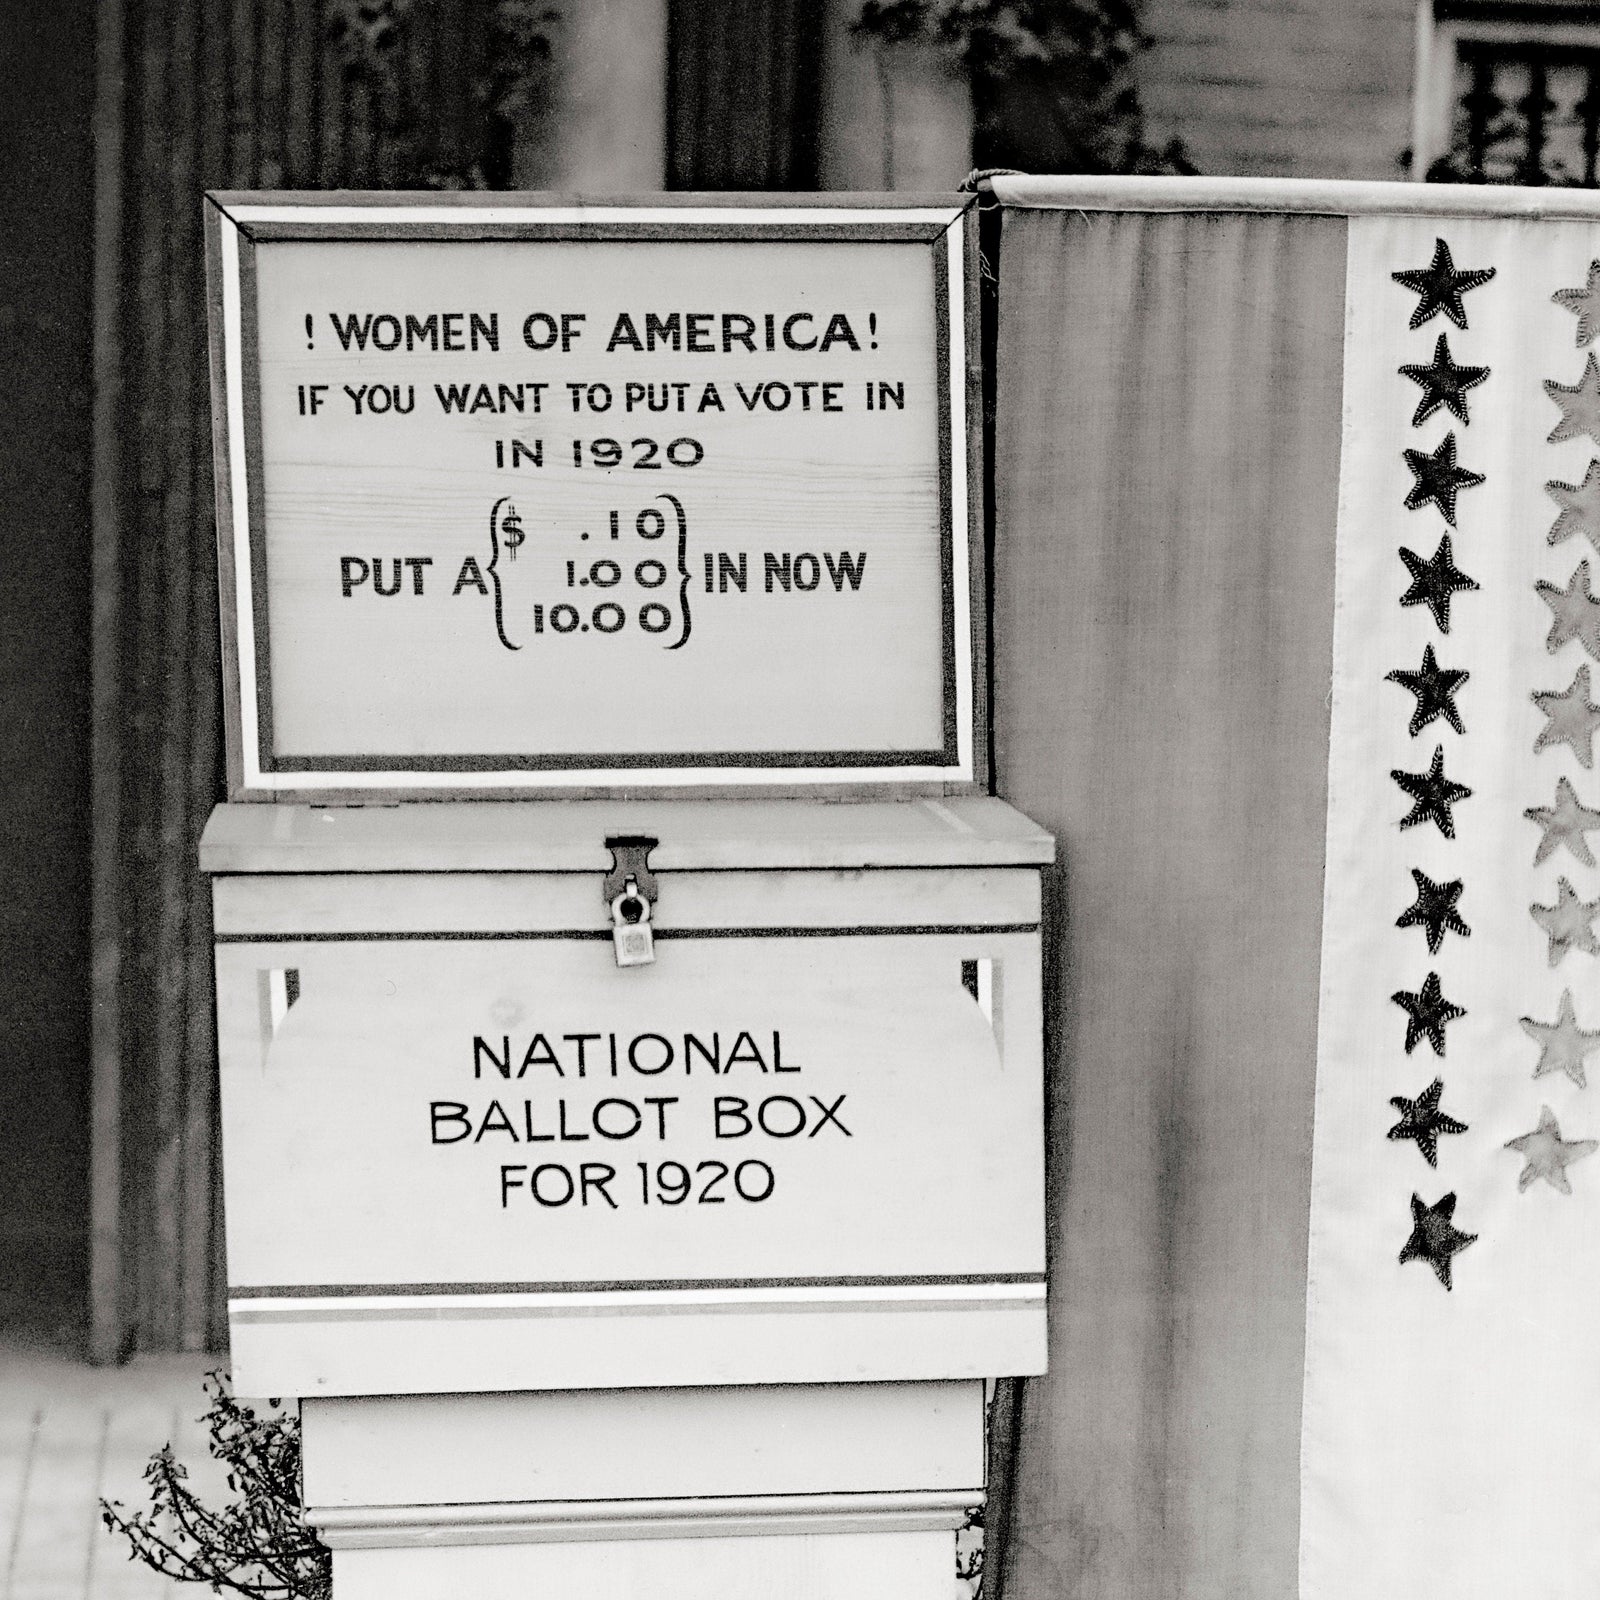 ! WOMEN OF AMERICA!
IF YOU WANT TO PUT A VOTE IN
IN 1920
$ .10
PUT A { 1.00 } IN NOW
10.00
NATIONAL
BALLOT BOX
FOR 1920